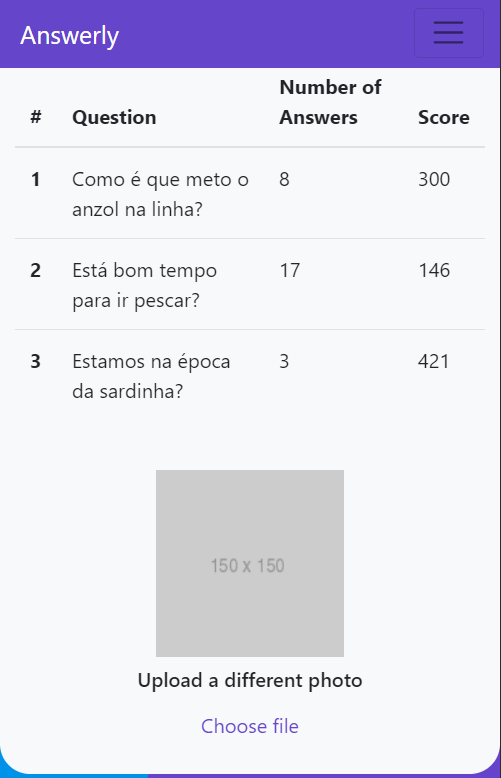 Answerly
# Question Number of Answers Score
1 Como é que meto o anzol na linha? 8 300
2 Está bom tempo para ir pescar? 17 146
3 Estamos na época da sardinha? 3 421
150 x 150
Upload a different photo
Choose file